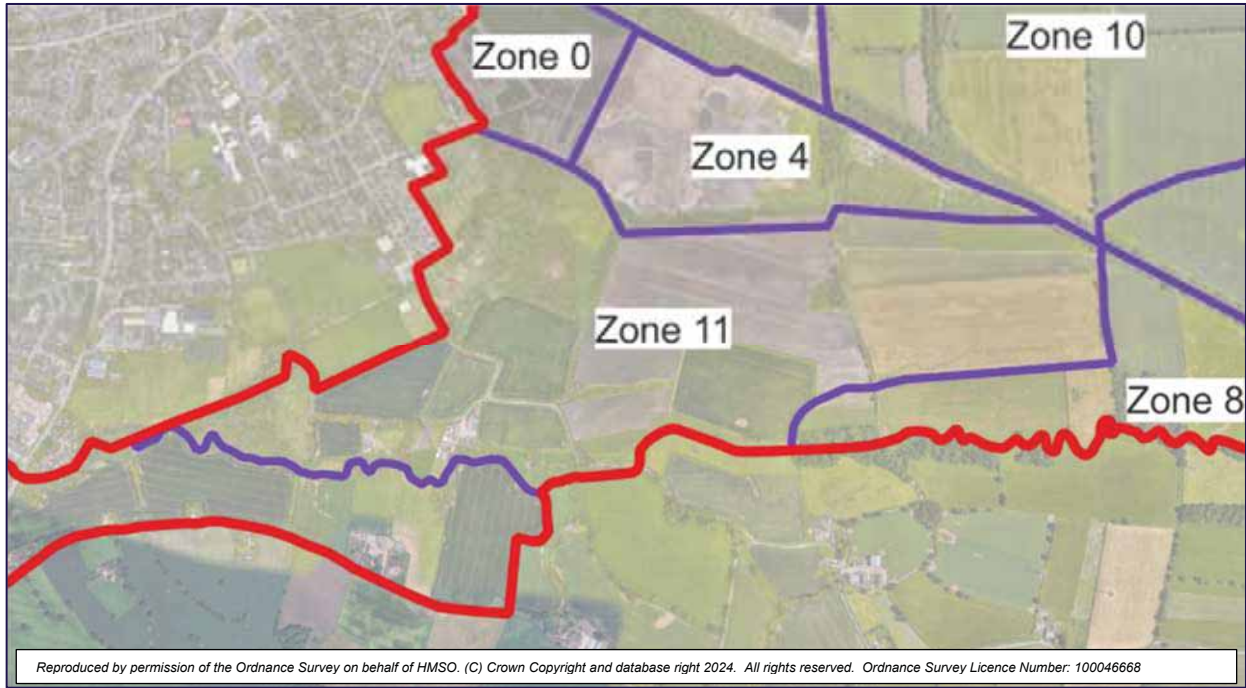 Zone 0
Zone 10
Zone 4
Zone 11
Zone 8
Reproduced by permission of the Ordnance Survey on behalf of HMSO. (C) Crown Copyright and database right 2024. All rights reserved. Ordnance Survey Licence Number: 100046668